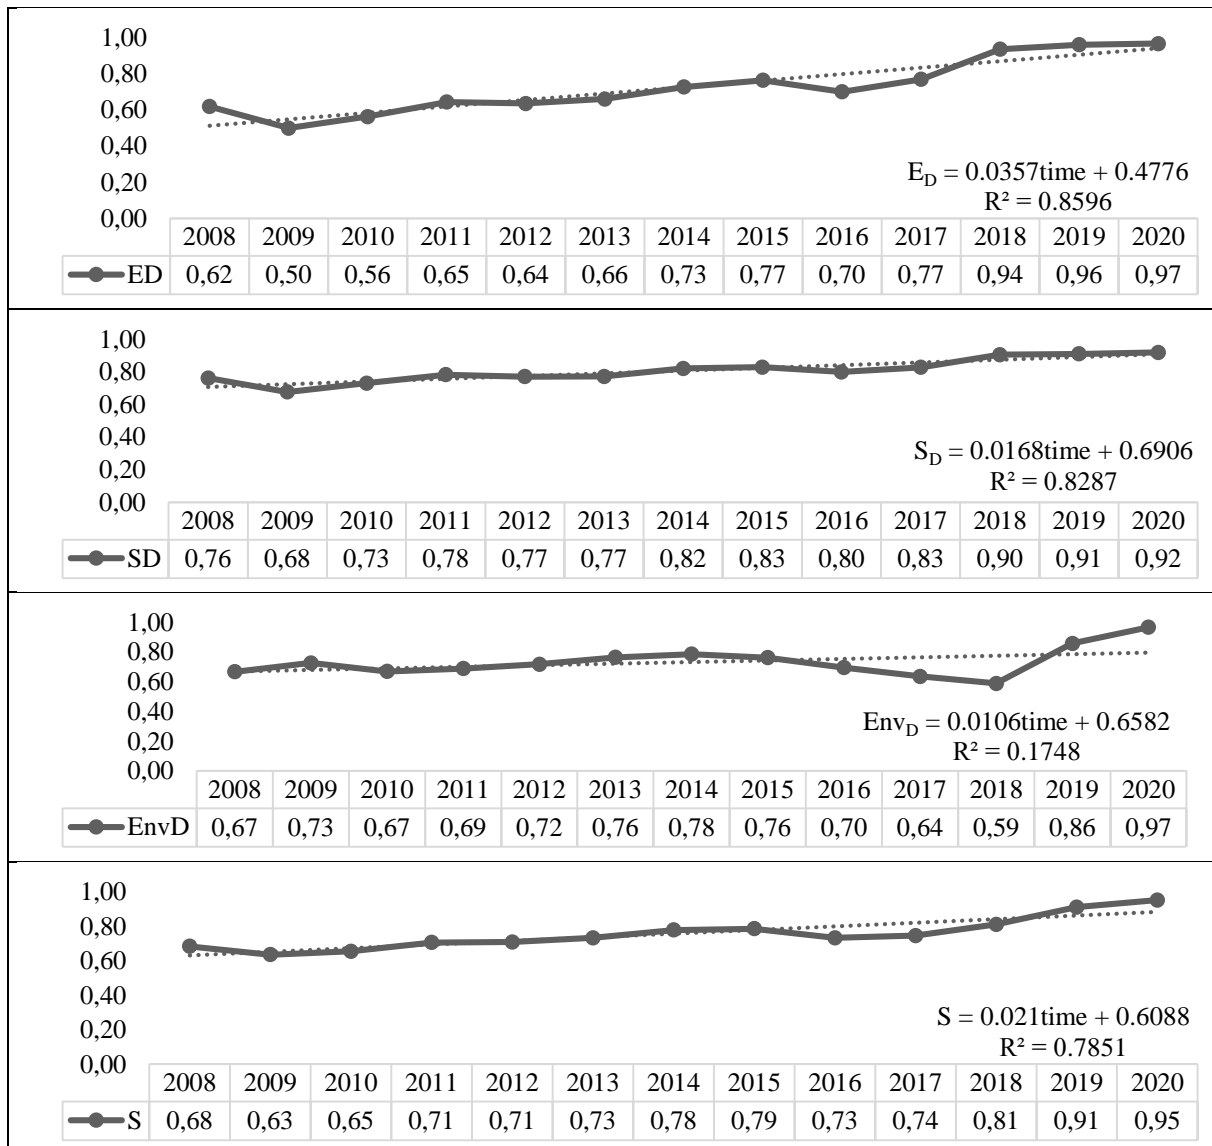 1,00
0,80
0,60
0,40
0,20
0,00
E_D = 0.0357time + 0.4776
R² = 0.8596
2008 2009 2010 2011 2012 2013 2014 2015 2016 2017 2018 2019 2020
ED 0,62 0,50 0,56 0,65 0,64 0,66 0,73 0,77 0,70 0,77 0,94 0,96 0,97
1,00
0,80
0,60
0,40
0,20
0,00
S_D = 0.0168time + 0.6906
R² = 0.8287
2008 2009 2010 2011 2012 2013 2014 2015 2016 2017 2018 2019 2020
SD 0,76 0,68 0,73 0,78 0,77 0,77 0,82 0,83 0,80 0,83 0,90 0,91 0,92
1,00
0,80
0,60
0,40
0,20
0,00
Env_D = 0.0106time + 0.6582
R² = 0.1748
2008 2009 2010 2011 2012 2013 2014 2015 2016 2017 2018 2019 2020
EnvD 0,67 0,73 0,67 0,69 0,72 0,76 0,78 0,76 0,70 0,64 0,59 0,86 0,97
1,00
0,80
0,60
0,40
0,20
0,00
S = 0.021time + 0.6088
R² = 0.7851
2008 2009 2010 2011 2012 2013 2014 2015 2016 2017 2018 2019 2020
S 0,68 0,63 0,65 0,71 0,71 0,73 0,78 0,79 0,73 0,74 0,81 0,91 0,95